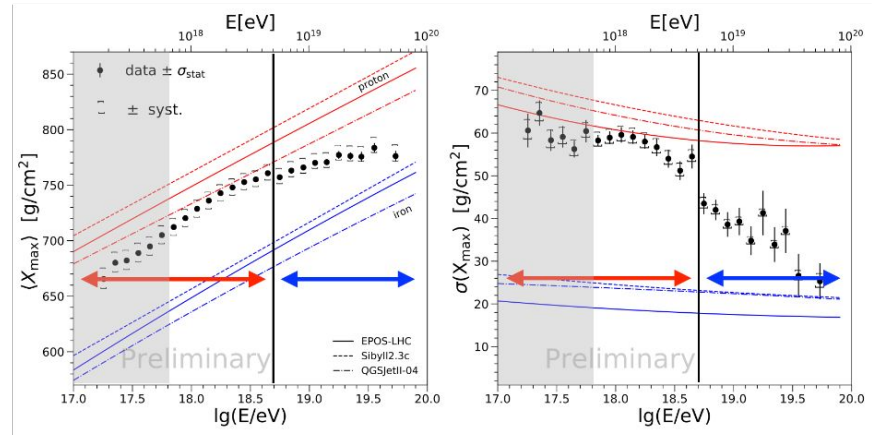 E[eV]
10¹⁸ 10¹⁹ 10²⁰
⟨X_max⟩ [g/cm²]
850
800
750
700
650
600
data ± σ_stat
± syst.
proton
iron
EPOS-LHC
Sibyll2.3c
QGSJetII-04
Preliminary
17.0 17.5 18.0 18.5 19.0 19.5 20.0
lg(E/eV)
E[eV]
10¹⁸ 10¹⁹ 10²⁰
σ(X_max) [g/cm²]
80
70
60
50
40
30
20
10
Preliminary
17.0 17.5 18.0 18.5 19.0 19.5 20.0
lg(E/eV)